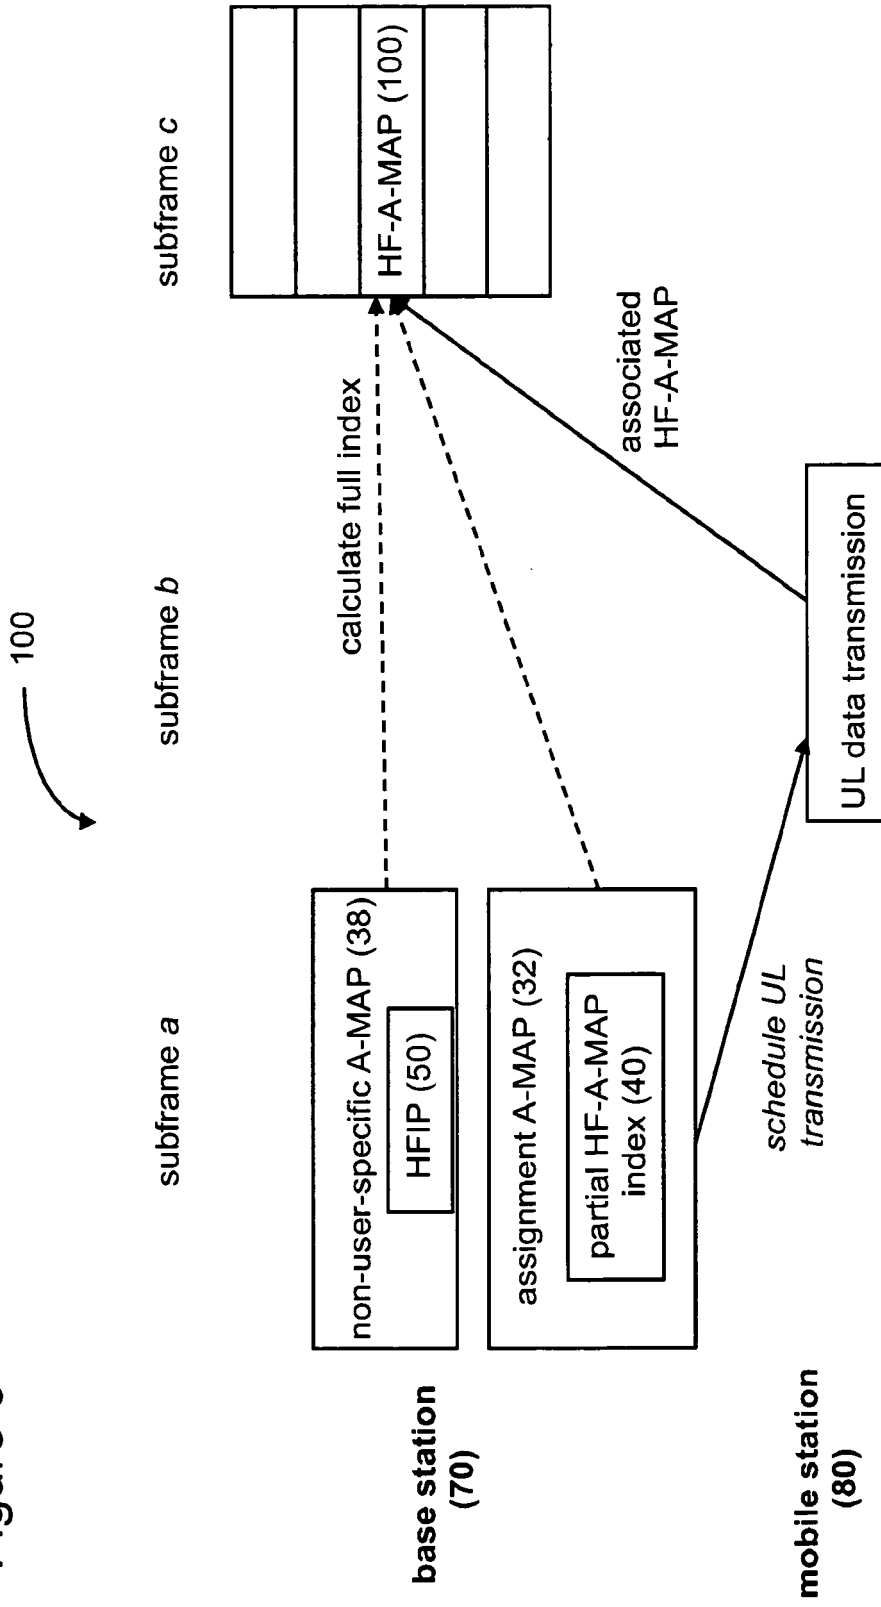 100
subframe a
subframe b
subframe c
non-user-specific A-MAP (38)
HFIP (50)
assignment A-MAP (32)
partial HF-A-MAP
index (40)
calculate full index
HF-A-MAP (100)
associated
HF-A-MAP
schedule UL
transmission
UL data transmission
base station
(70)
mobile station
(80)